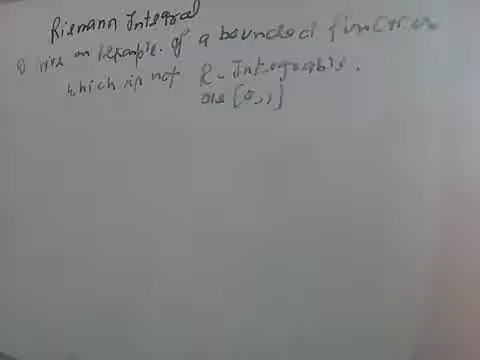 Riemann Integral
Q Give an Example. of a bounded function
which is not R-Integrable.
on [0,1]